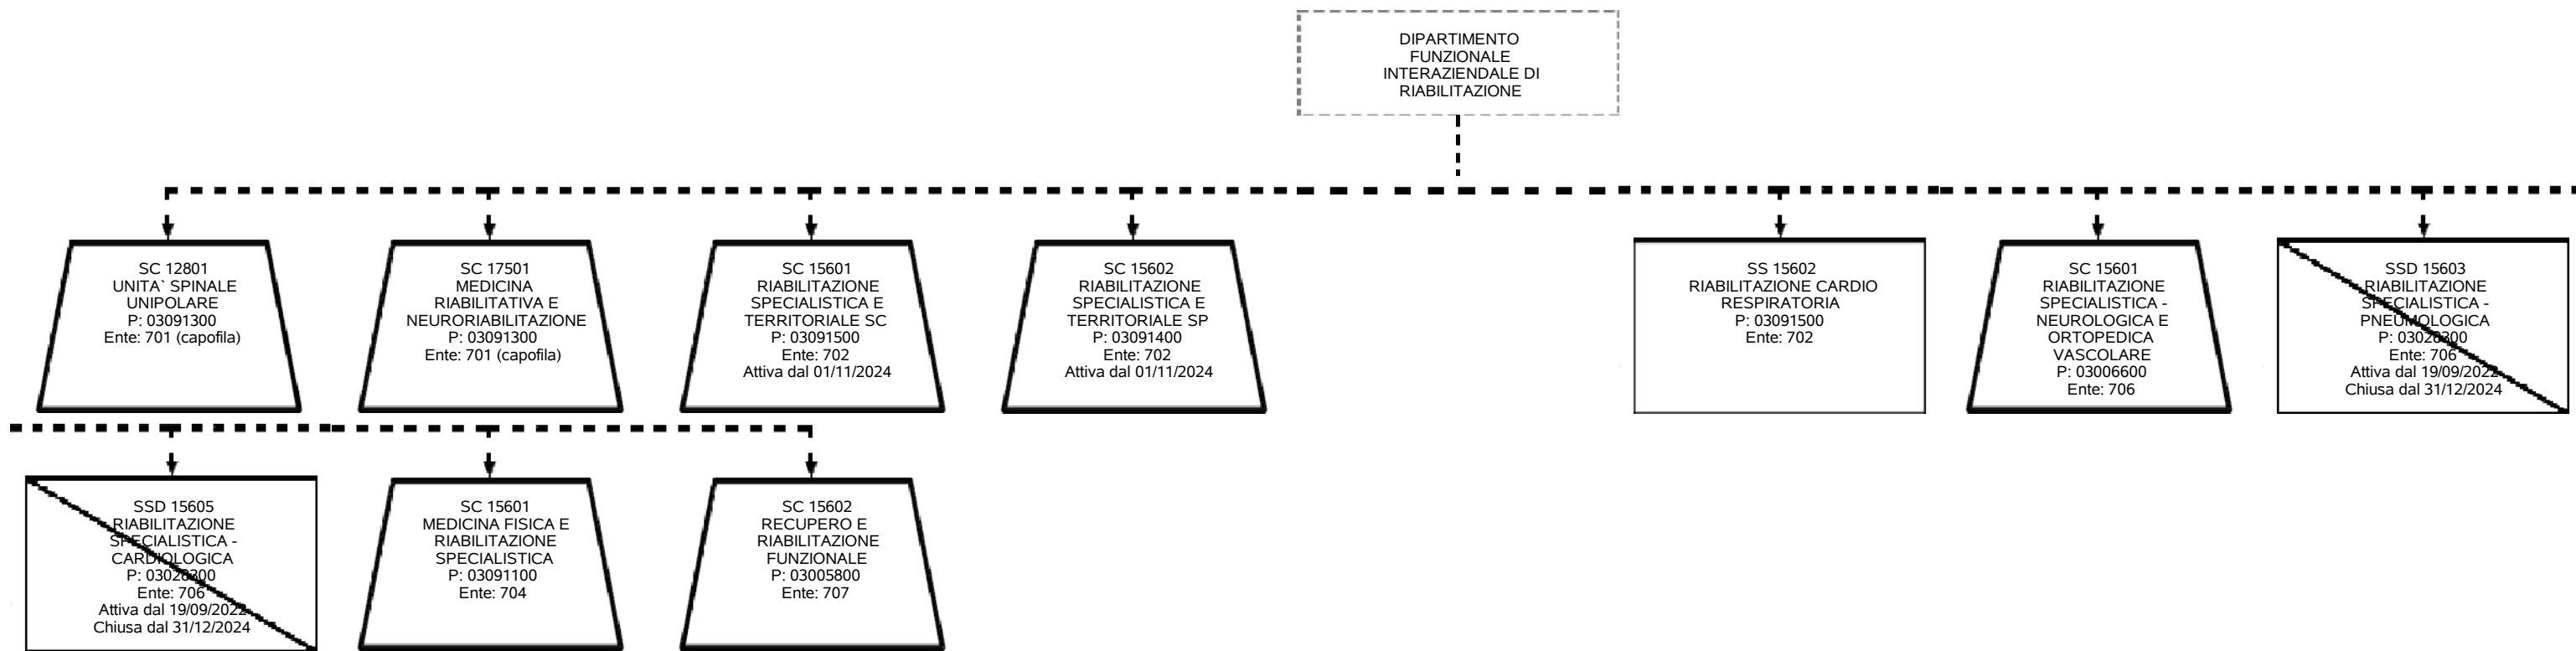 DIPARTIMENTO
FUNZIONALE
INTERAZIENDALE DI
RIABILITAZIONE
SC 12801
UNITA` SPINALE
UNIPOLARE
P: 03091300
Ente: 701 (capofila)
SC 17501
MEDICINA
RIABILITATIVA E
NEURORIABILITAZIONE
P: 03091300
Ente: 701 (capofila)
SC 15601
RIABILITAZIONE
SPECIALISTICA E
TERRITORIALE SC
P: 03091500
Ente: 702
Attiva dal 01/11/2024
SC 15602
RIABILITAZIONE
SPECIALISTICA E
TERRITORIALE SP
P: 03091400
Ente: 702
Attiva dal 01/11/2024
SS 15602
RIABILITAZIONE CARDIO
RESPIRATORIA
P: 03091500
Ente: 702
SC 15601
RIABILITAZIONE
SPECIALISTICA -
NEUROLOGICA E
ORTOPEDICA
VASCOLARE
P: 03006600
Ente: 706
SSD 15603
RIABILITAZIONE
SPECIALISTICA -
PNEUMOLOGICA
P: 03028300
Ente: 706
Attiva dal 19/09/2022
Chiusa dal 31/12/2024
SSD 15605
RIABILITAZIONE
SPECIALISTICA -
CARDIOLOGICA
P: 03028300
Ente: 706
Attiva dal 19/09/2022
Chiusa dal 31/12/2024
SC 15601
MEDICINA FISICA E
RIABILITAZIONE
SPECIALISTICA
P: 03091100
Ente: 704
SC 15602
RECUPERO E
RIABILITAZIONE
FUNZIONALE
P: 03005800
Ente: 707